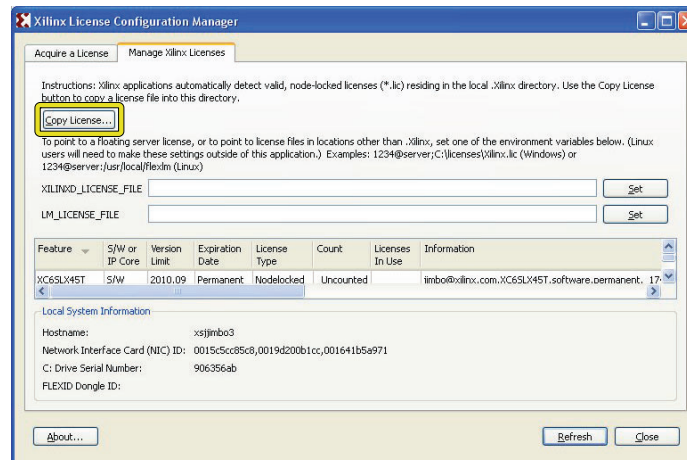 Xilinx License Configuration Manager
Acquire a License
Manage Xilinx Licenses
Instructions: Xilinx applications automatically detect valid, node-locked licenses (*.lic) residing in the local .Xilinx directory. Use the Copy License
button to copy a license file into this directory.
Copy License...
To point to a floating server license, or to point to license files in locations other than .Xilinx, set one of the environment variables below. (Linux
users will need to make these settings outside of this application.) Examples: 1234@server;C:\licenses\Xilinx.lic (Windows) or
1234@server:/usr/local/flexlm (Linux)
XILINXD_LICENSE_FILE
Set
LM_LICENSE_FILE
Set
Feature S/W or IP Core Version Limit Expiration Date License Type Count Licenses In Use Information
XC6SLX45T S/W 2010.09 Permanent Nodelocked Uncounted jimbo@xilinx.com.XC6SLX45T.software.permanent.
Local System Information
Hostname: xsjjimbo3
Network Interface Card (NIC) ID: 0015c5cc85c8,0019d200b1cc,001641b5a971
C: Drive Serial Number: 906356ab
FLEXID Dongle ID:
About...
Refresh
Close